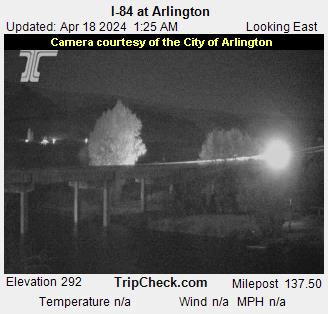 I-84 at Arlington
Updated: Apr 18 2024 1:25 AM Looking East
Camera courtesy of the City of Arlington
Elevation 292 TripCheck.com Milepost 137.50
Temperature n/a Wind n/a MPH n/a